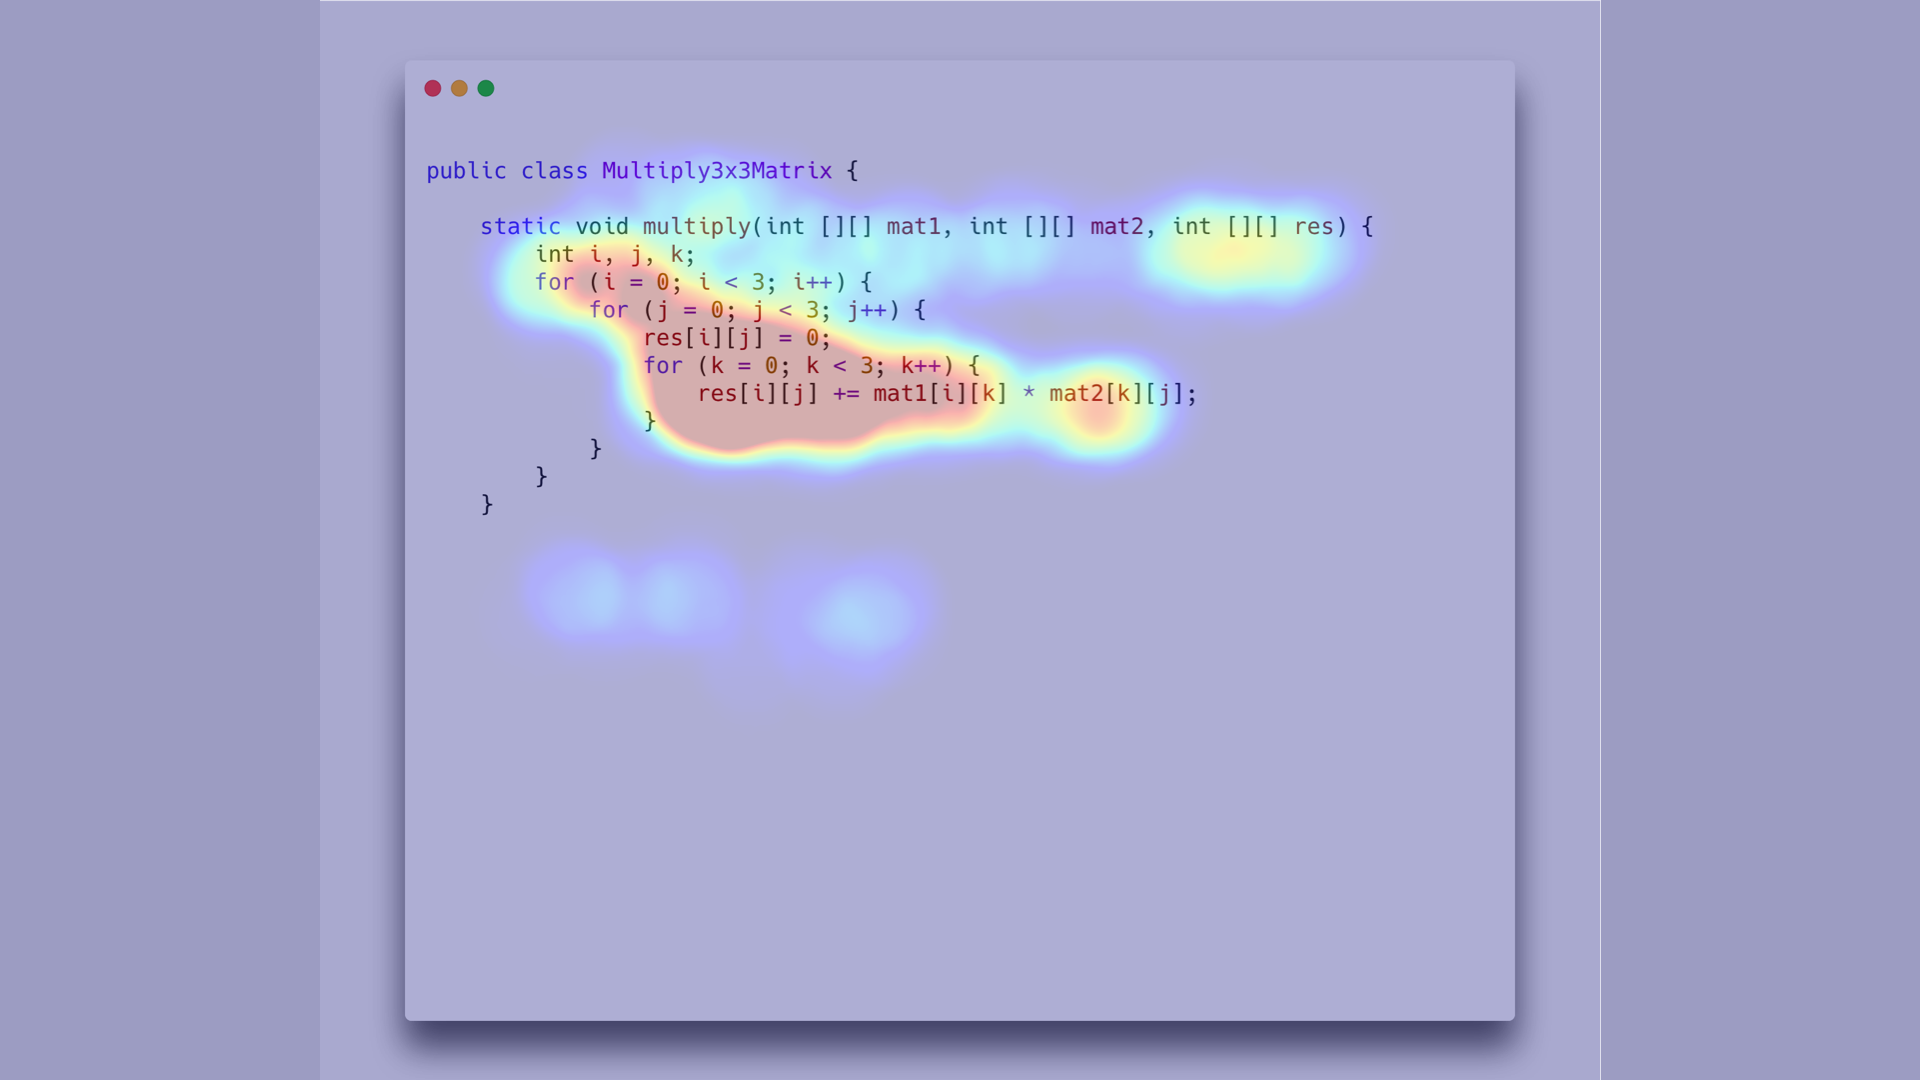 public class Multiply3x3Matrix {
    static void multiply(int [][] mat1, int [][] mat2, int [][] res) {
        int i, j, k;
        for (i = 0; i < 3; i++) {
            for (j = 0; j < 3; j++) {
                res[i][j] = 0;
                for (k = 0; k < 3; k++) {
                    res[i][j] += mat1[i][k] * mat2[k][j];
                }
            }
        }
    }